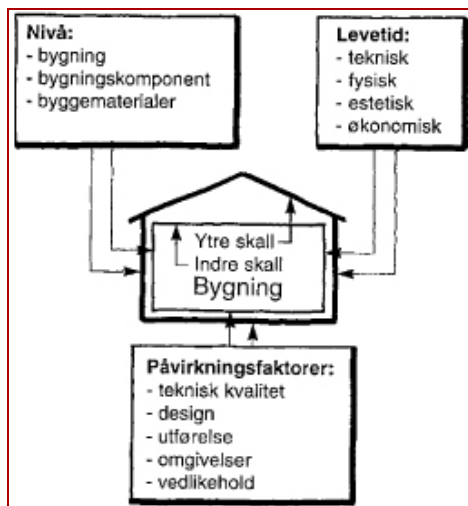 Nivå:
- bygning
- bygningskomponent
- byggematerialer
Levetid:
- teknisk
- fysisk
- estetisk
- økonomisk
Ytre skall
Indre skall
Bygning
Påvirkningsfaktorer:
- teknisk kvalitet
- design
- utførelse
- omgivelser
- vedlikehold